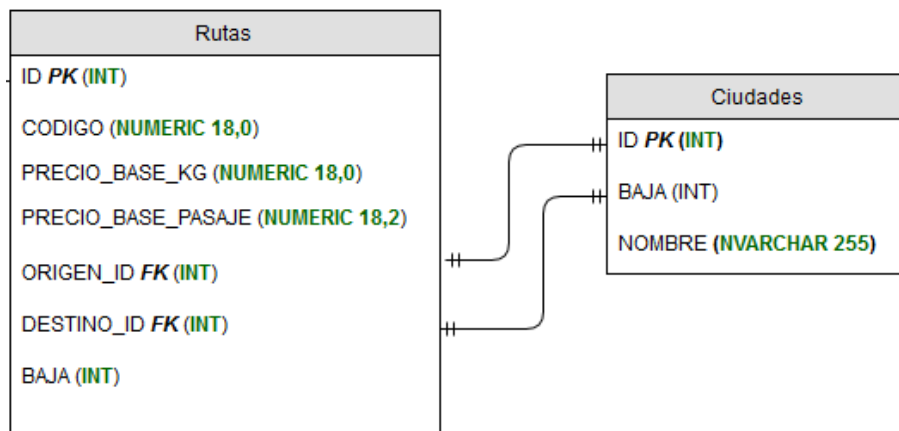 Rutas
ID PK (INT)
CODIGO (NUMERIC 18,0)
PRECIO_BASE_KG (NUMERIC 18,0)
PRECIO_BASE_PASAJE (NUMERIC 18,2)
ORIGEN_ID FK (INT)
DESTINO_ID FK (INT)
BAJA (INT)
Ciudades
ID PK (INT)
BAJA (INT)
NOMBRE (NVARCHAR 255)